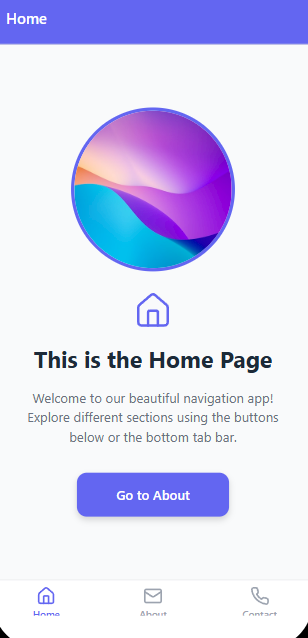 Home
This is the Home Page
Welcome to our beautiful navigation app!
Explore different sections using the buttons
below or the bottom tab bar.
Go to About
Home
About
Contact